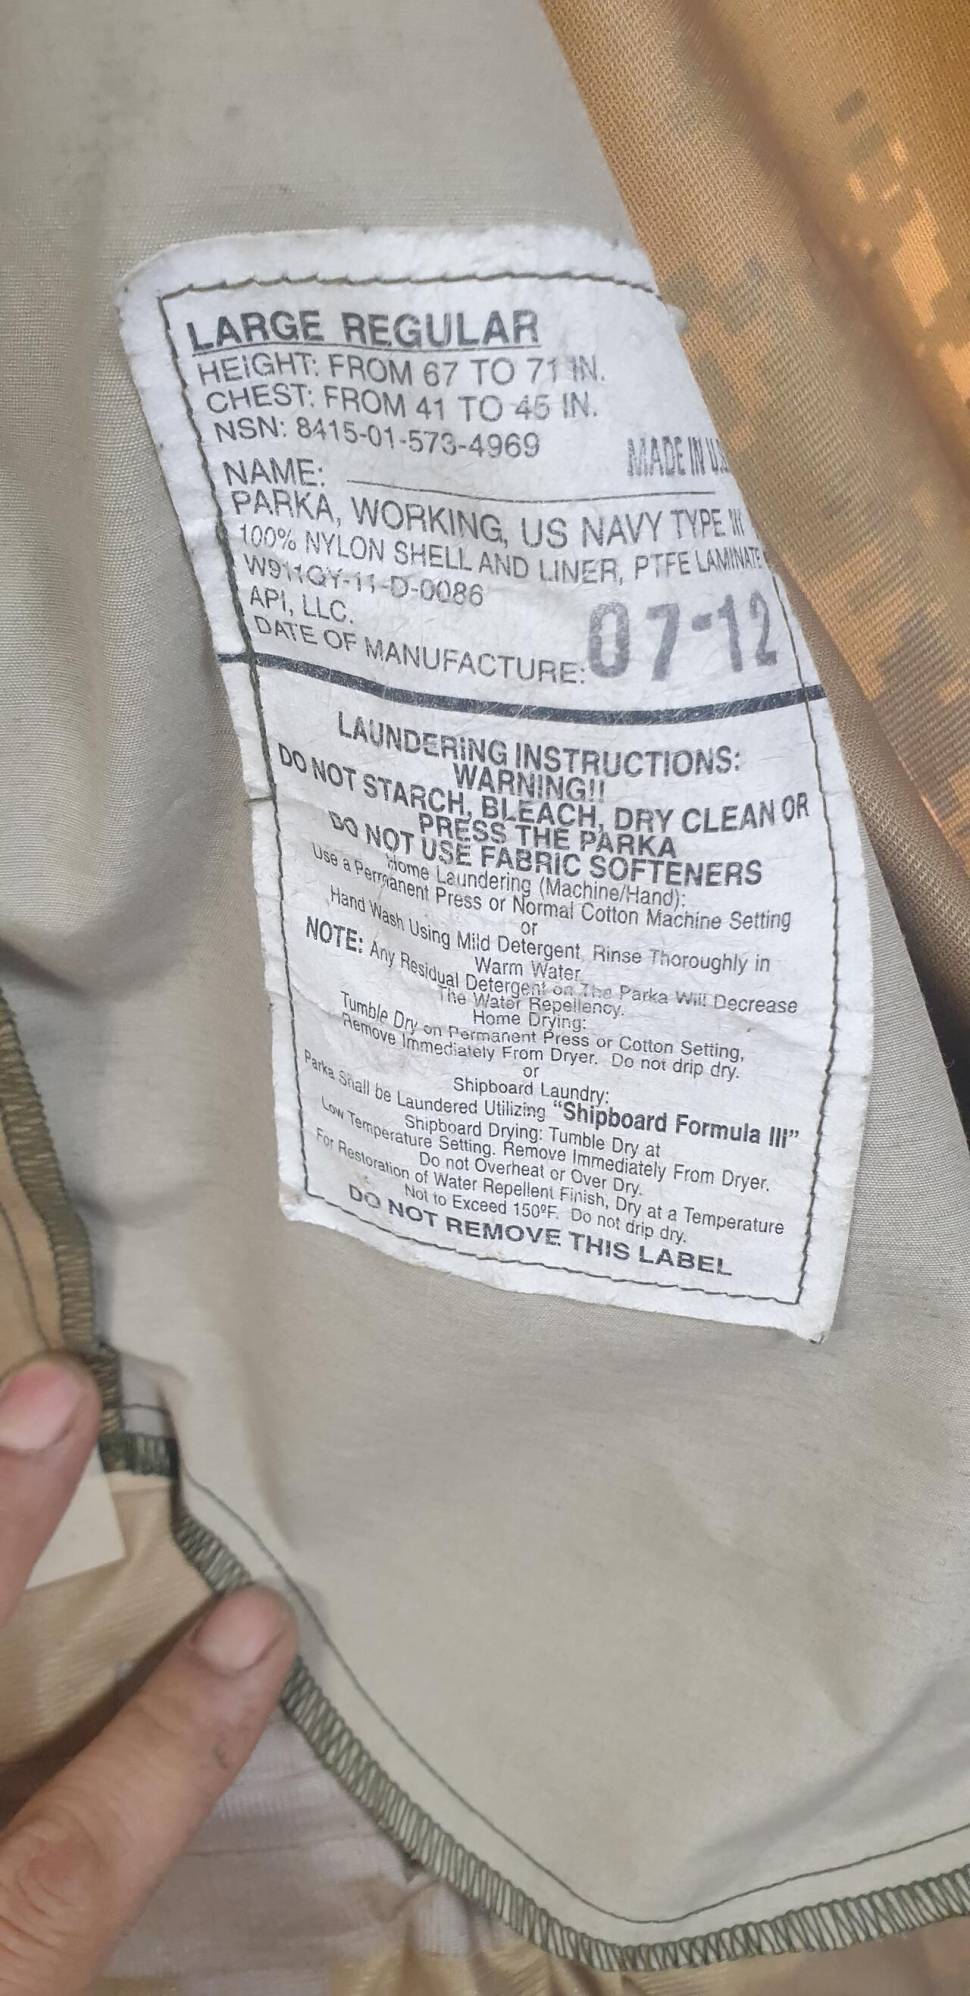 LARGE REGULAR
HEIGHT: FROM 67 TO 71 IN.
CHEST: FROM 41 TO 45 IN.
NSN: 8415-01-573-4969
MADE IN U.S
NAME:
PARKA, WORKING, US NAVY TYPE III
100% NYLON SHELL AND LINER, PTFE LAMINATE
W911QY-11-D-0086
API, LLC.
DATE OF MANUFACTURE: 07-12
LAUNDERING INSTRUCTIONS:
WARNING!!
DO NOT STARCH, BLEACH, DRY CLEAN OR
PRESS THE PARKA
DO NOT USE FABRIC SOFTENERS
Home Laundering (Machine/Hand):
Use a Permanent Press or Normal Cotton Machine Setting
or
Hand Wash Using Mild Detergent, Rinse Thoroughly in
Warm Water
NOTE: Any Residual Detergent on The Parka Will Decrease
The Water Repellency.
Home Drying:
Tumble Dry on Permanent Press or Cotton Setting,
Remove Immediately From Dryer. Do not drip dry.
or
Shipboard Laundry:
Parka Shall be Laundered Utilizing "Shipboard Formula III"
Shipboard Drying: Tumble Dry at
Low Temperature Setting. Remove Immediately From Dryer.
Do not Overheat or Over Dry.
For Restoration of Water Repellent Finish, Dry at a Temperature
Not to Exceed 150ºF. Do not drip dry.
DO NOT REMOVE THIS LABEL